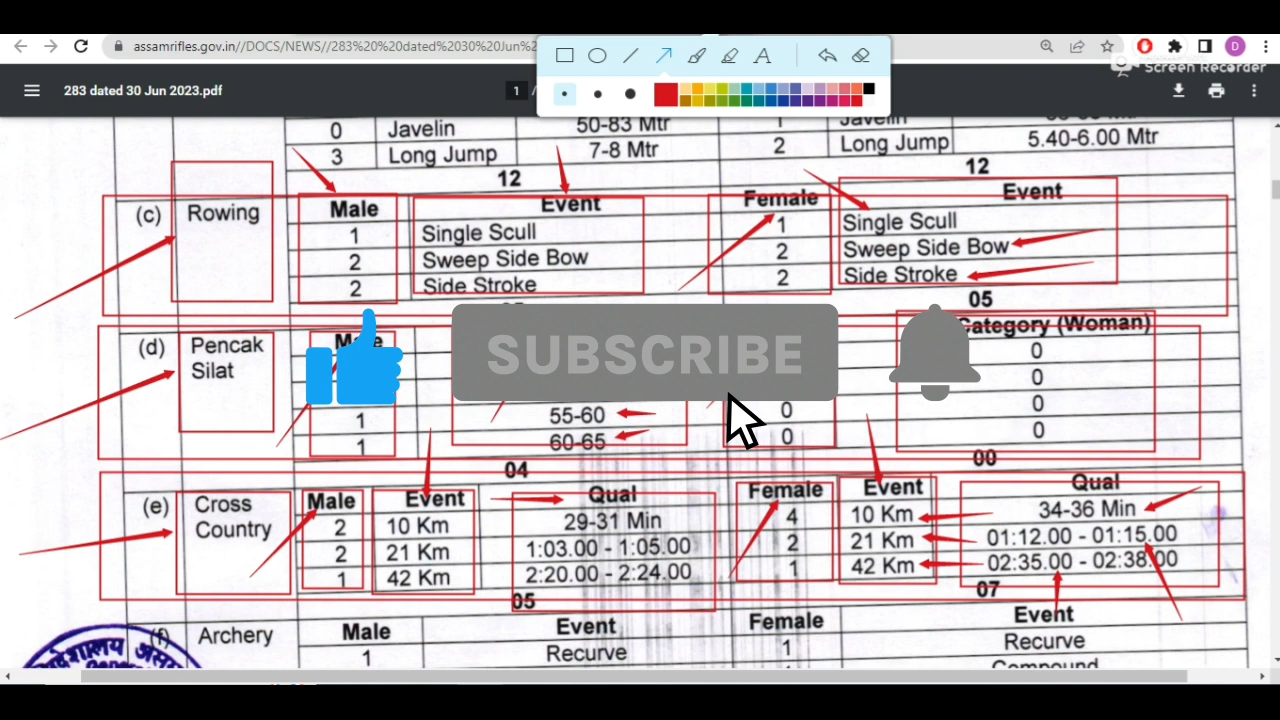 assamrifles.gov.in//DOCS/NEWS//283%20%20dated%2030%20Jun%2
D
A
Screen Recorder
283 dated 30 Jun 2023.pdf
1 /
0 Javelin 50-83 Mtr 1 Javelin
3 Long Jump 7-8 Mtr 2 Long Jump 5.40-6.00 Mtr
12 12
(c) Rowing Male Event Female Event
1 Single Scull 1 Single Scull
2 Sweep Side Bow 2 Sweep Side Bow
2 Side Stroke 2 Side Stroke
05
(d) Pencak Silat Category (Woman)
0
SUBSCRIBE
0
1 55-60 0 0
1 60-65 0 0
04 00
(e) Cross Country Male Event Qual Female Event Qual
2 10 Km 29-31 Min 4 10 Km 34-36 Min
2 21 Km 1:03.00 - 1:05.00 2 21 Km 01:12.00 - 01:15.00
1 42 Km 2:20.00 - 2:24.00 1 42 Km 02:35.00 - 02:38.00
05 07
(f) Archery Male Event Female Event
1 Recurve 1 Recurve
Compound